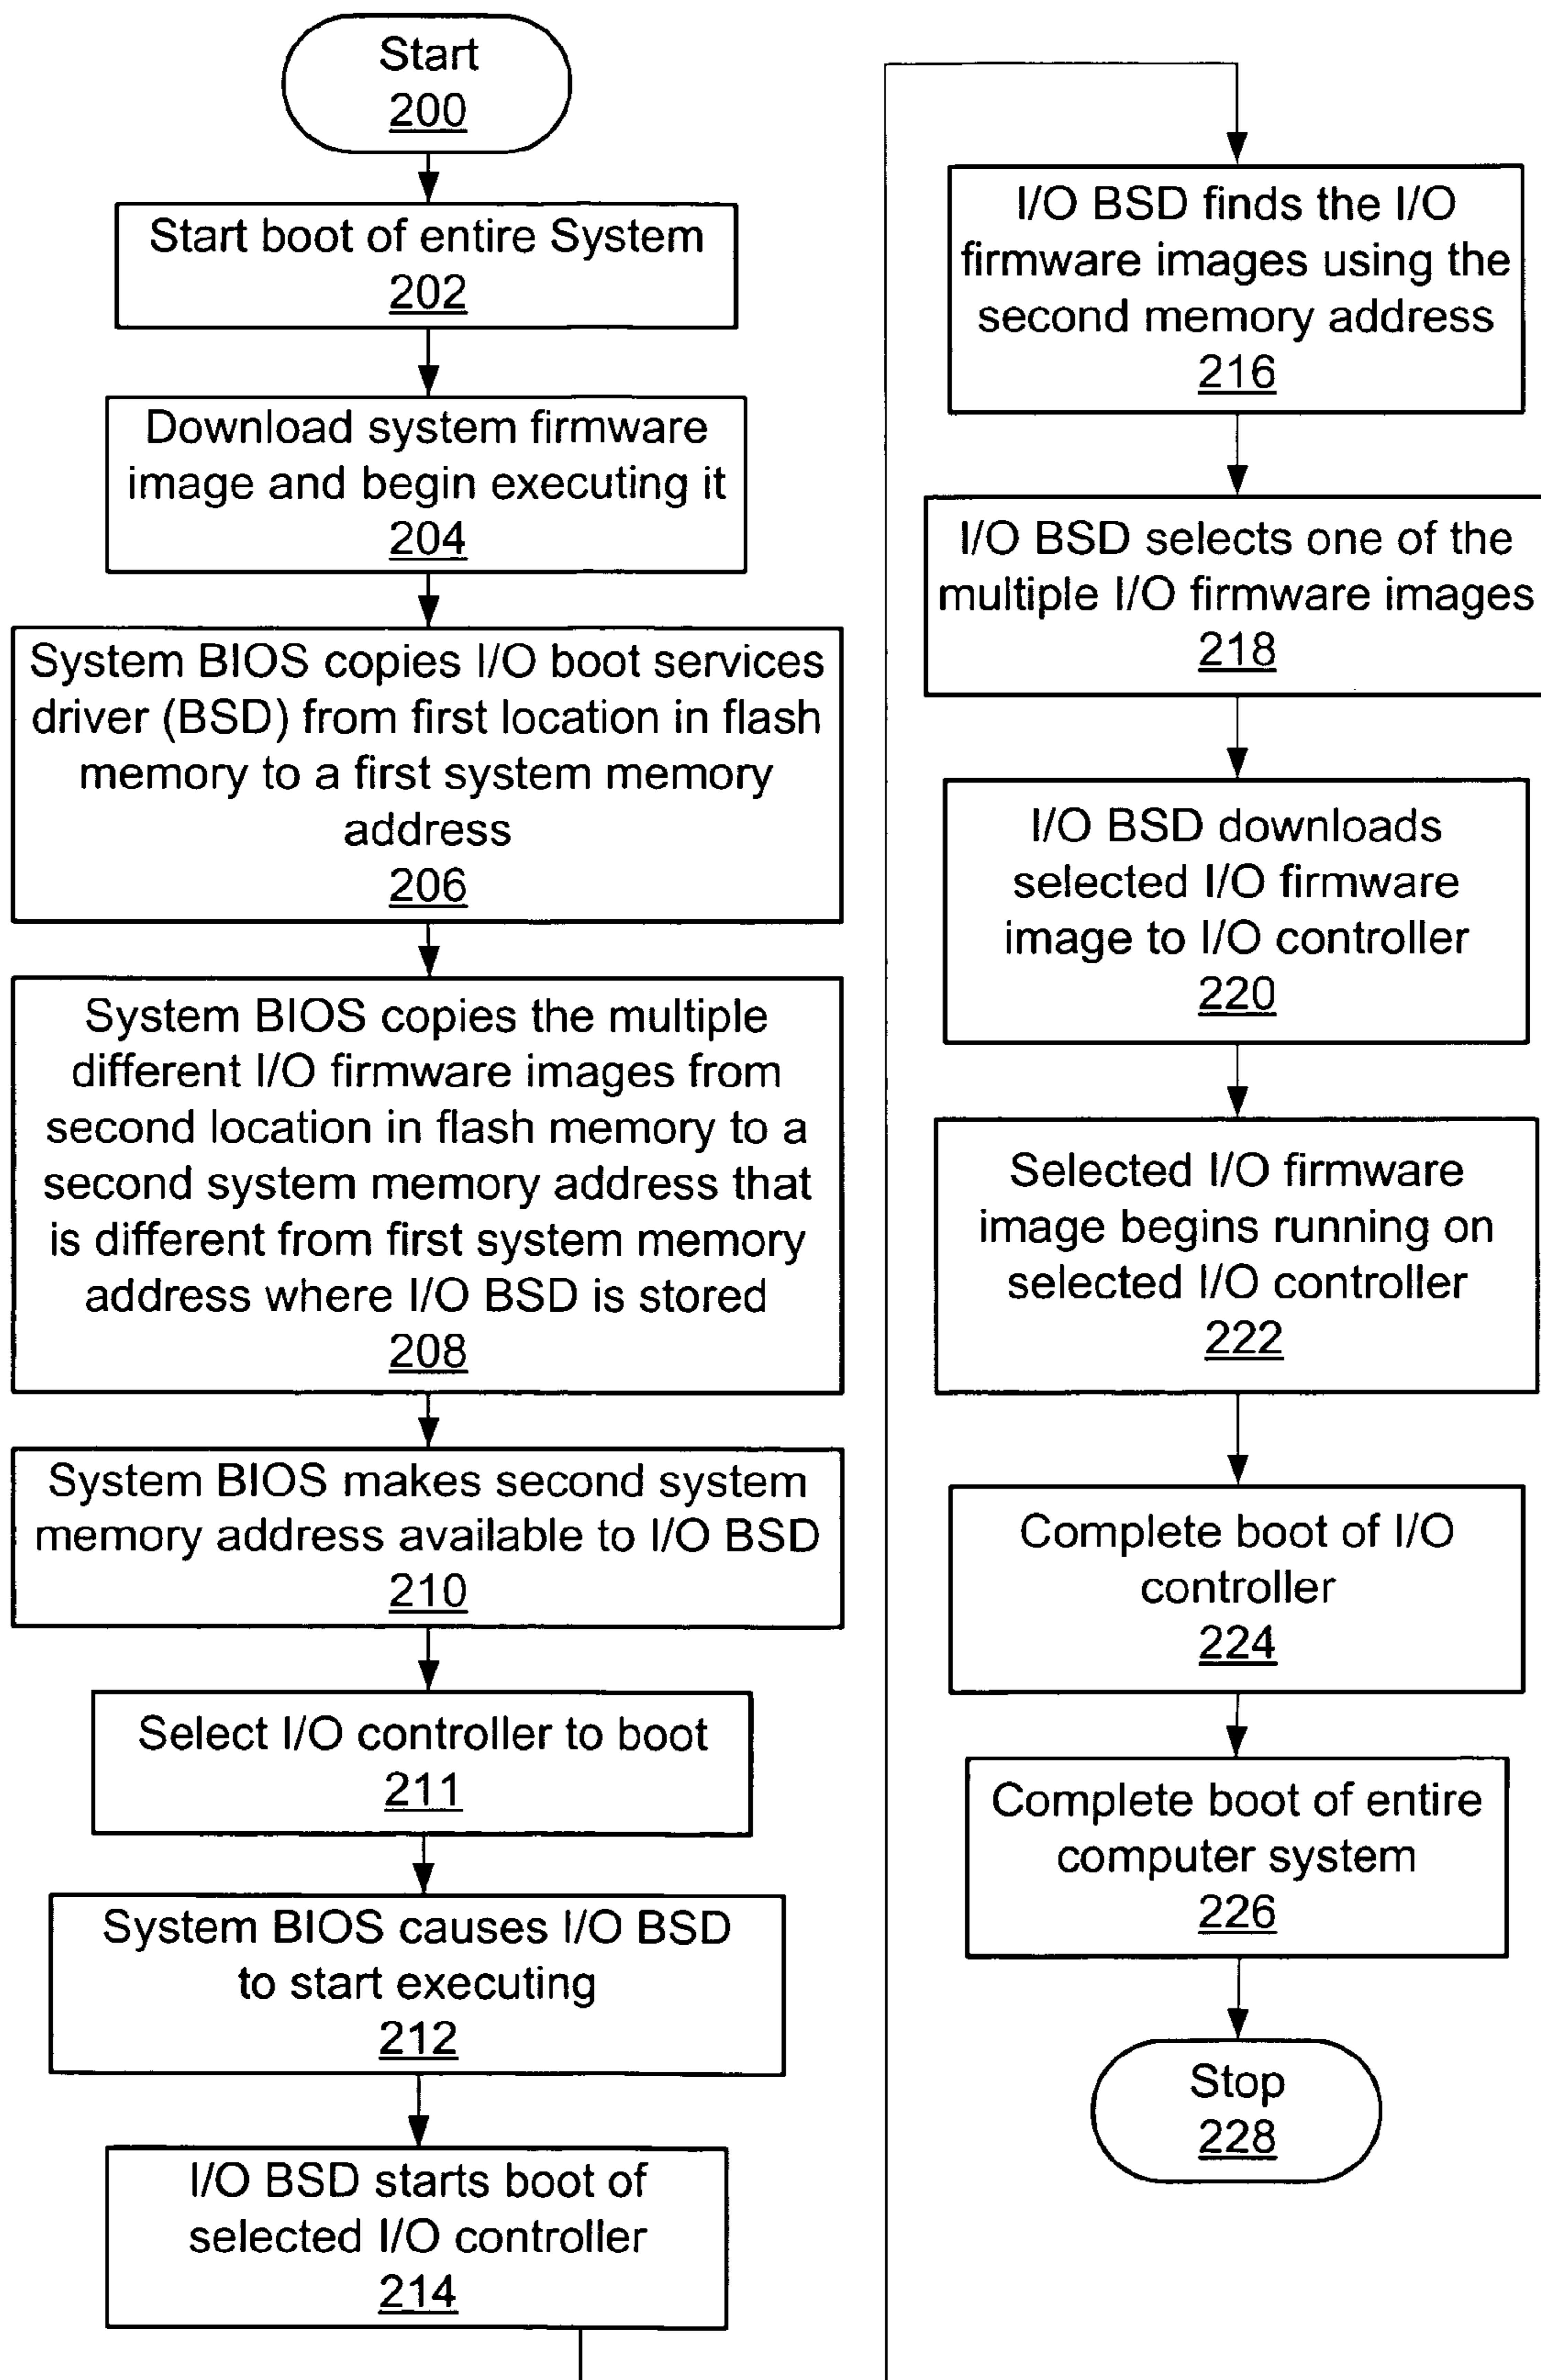 Start
200
Start boot of entire System
202
Download system firmware
image and begin executing it
204
System BIOS copies I/O boot services
driver (BSD) from first location in flash
memory to a first system memory
address
206
System BIOS copies the multiple
different I/O firmware images from
second location in flash memory to a
second system memory address that
is different from first system memory
address where I/O BSD is stored
208
System BIOS makes second system
memory address available to I/O BSD
210
Select I/O controller to boot
211
System BIOS causes I/O BSD
to start executing
212
I/O BSD starts boot of
selected I/O controller
214
I/O BSD finds the I/O
firmware images using the
second memory address
216
I/O BSD selects one of the
multiple I/O firmware images
218
I/O BSD downloads
selected I/O firmware
image to I/O controller
220
Selected I/O firmware
image begins running on
selected I/O controller
222
Complete boot of I/O
controller
224
Complete boot of entire
computer system
226
Stop
228